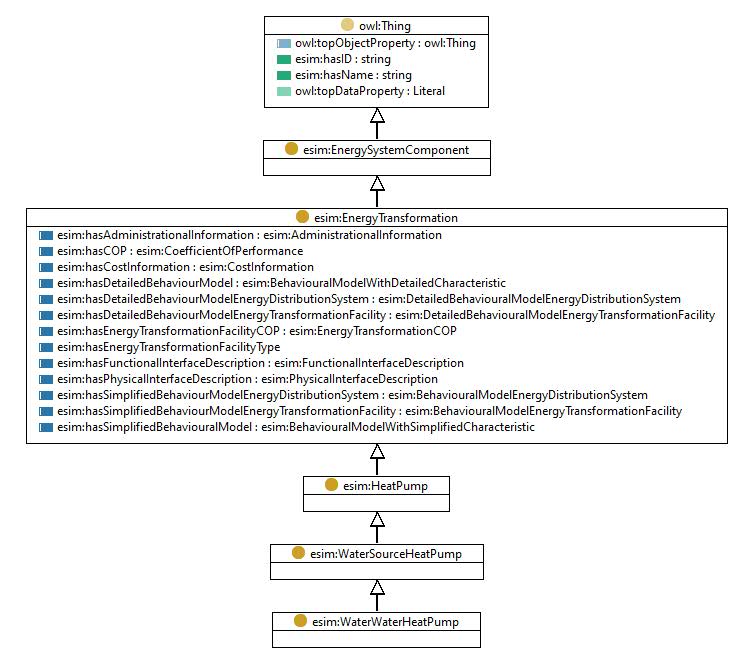 owl:Thing
owl:topObjectProperty : owl:Thing
esim:hasID : string
esim:hasName : string
owl:topDataProperty : Literal
esim:EnergySystemComponent
esim:EnergyTransformation
esim:hasAdministrationalInformation : esim:AdministrationalInformation
esim:hasCOP : esim:CoefficientOfPerformance
esim:hasCostInformation : esim:CostInformation
esim:hasDetailedBehaviourModel : esim:BehaviouralModelWithDetailedCharacteristic
esim:hasDetailedBehaviourModelEnergyDistributionSystem : esim:DetailedBehaviouralModelEnergyDistributionSystem
esim:hasDetailedBehaviourModelEnergyTransformationFacility : esim:DetailedBehaviouralModelEnergyTransformationFacility
esim:hasEnergyTransformationFacilityCOP : esim:EnergyTransformationCOP
esim:hasEnergyTransformationFacilityType
esim:hasFunctionalInterfaceDescription : esim:FunctionalInterfaceDescription
esim:hasPhysicalInterfaceDescription : esim:PhysicalInterfaceDescription
esim:hasSimplifiedBehaviourModelEnergyDistributionSystem : esim:BehaviouralModelEnergyDistributionSystem
esim:hasSimplifiedBehaviourModelEnergyTransformationFacility : esim:BehaviouralModelEnergyTransformationFacility
esim:hasSimplifiedBehaviouralModel : esim:BehaviouralModelWithSimplifiedCharacteristic
esim:HeatPump
esim:WaterSourceHeatPump
esim:WaterWaterHeatPump